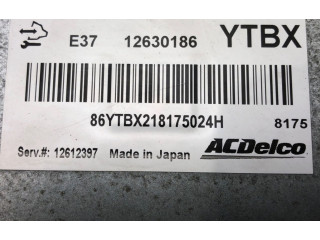 E37 12630186 YTBX
86YTBX218175024H 8175
Serv.#: 12612397 Made in Japan ACDelco